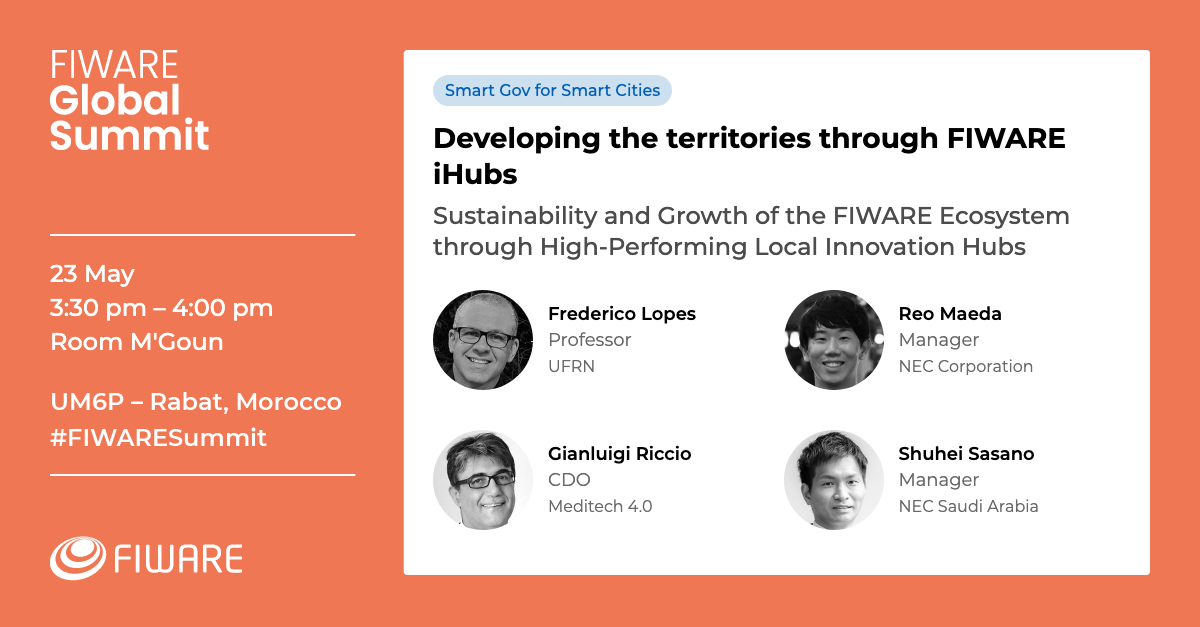 FIWARE
Global
Summit
23 May
3:30 pm – 4:00 pm
Room M'Goun
UM6P – Rabat, Morocco
#FIWARESummit
FIWARE
Smart Gov for Smart Cities
Developing the territories through FIWARE
iHubs
Sustainability and Growth of the FIWARE Ecosystem
through High-Performing Local Innovation Hubs
Frederico Lopes
Professor
UFRN
Reo Maeda
Manager
NEC Corporation
Gianluigi Riccio
CDO
Meditech 4.0
Shuhei Sasano
Manager
NEC Saudi Arabia